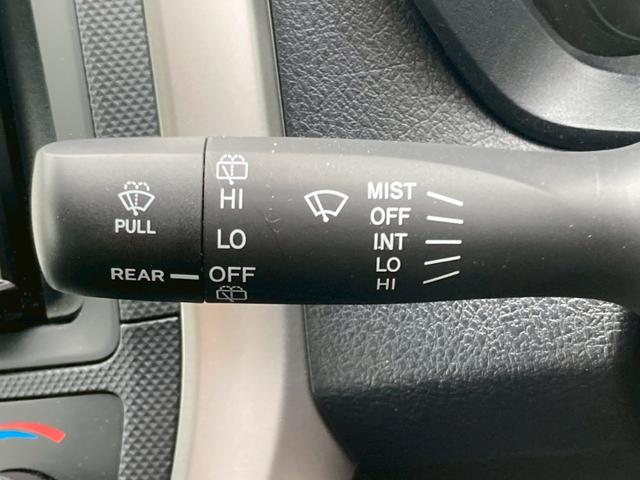 PULL
REAR
HI
LO
OFF
MIST
OFF
INT
LO
HI